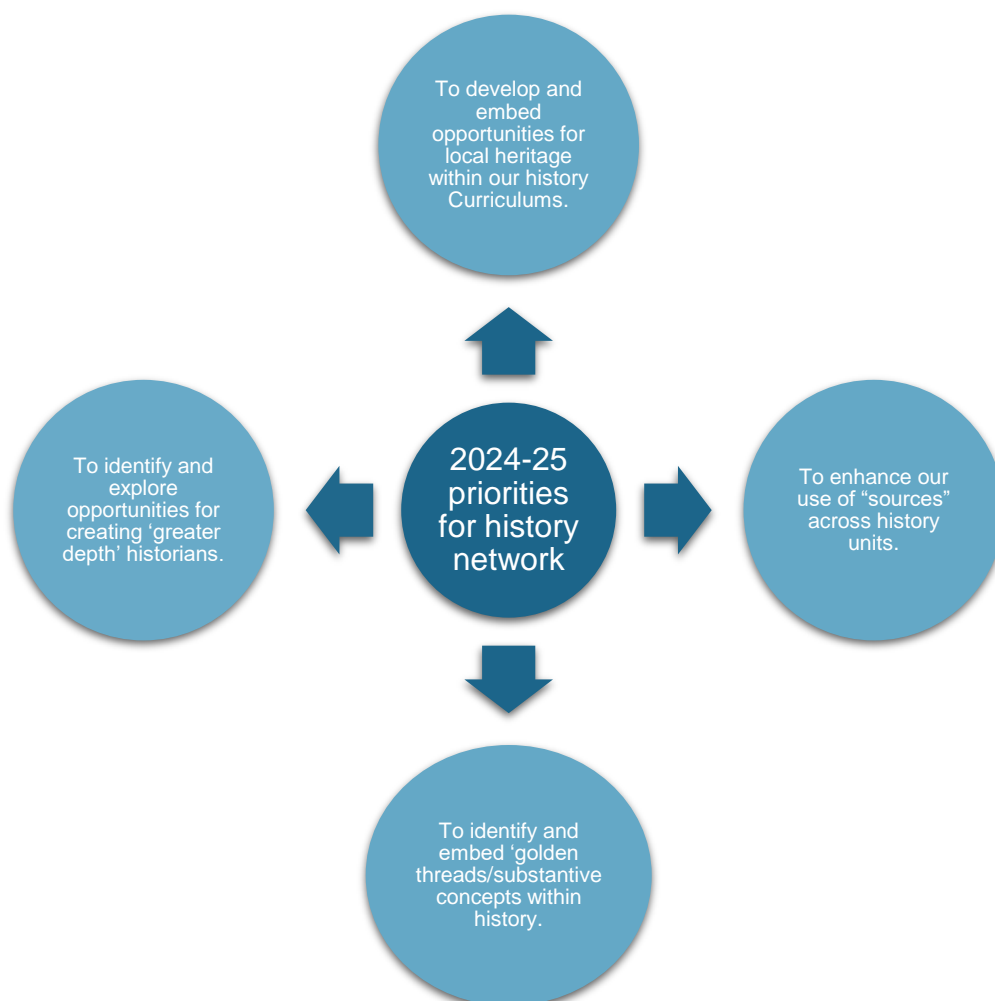 To develop and
embed
opportunities for
local heritage
within our history
Curriculums.
To identify and
explore
opportunities for
creating ‘greater
depth’ historians.
2024-25
priorities
for history
network
To enhance our
use of “sources”
across history
units.
To identify and
embed ‘golden
threads/substantive
concepts within
history.